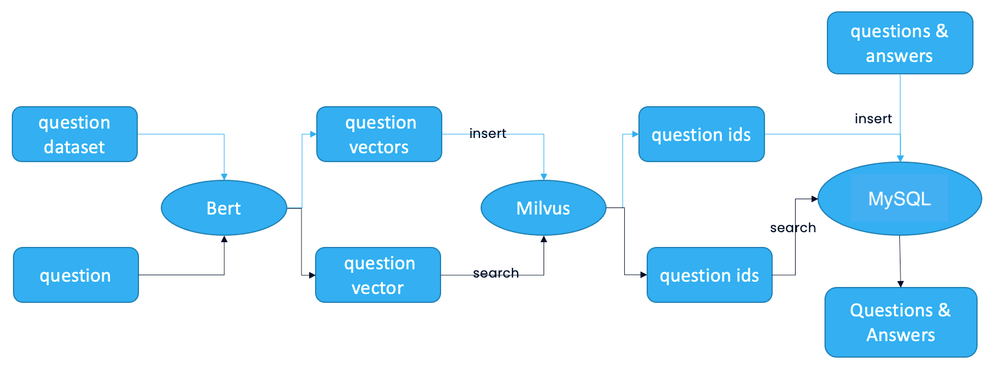 questions &
answers
question
dataset
question
vectors
insert
question ids
insert
Bert
Milvus
MySQL
search
question
question
vector
search
question ids
Questions &
Answers